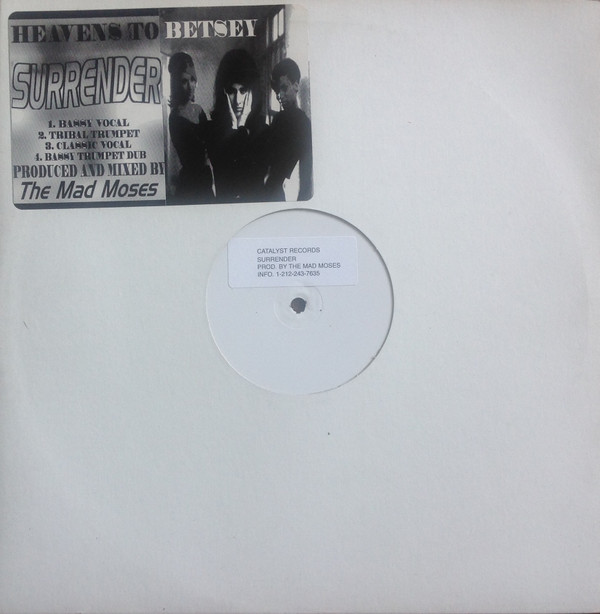 HEAVENS TO BETSEY
SURRENDER
1. BASSY VOCAL
2. TRIBAL TRUMPET
3. CLASSIC VOCAL
4. BASSY TRUMPET DUB
PRODUCED AND MIXED BY
The Mad Moses
CATALYST RECORDS
SURRENDER
PROD. BY THE MAD MOSES
INFO. 1-212-243-7635